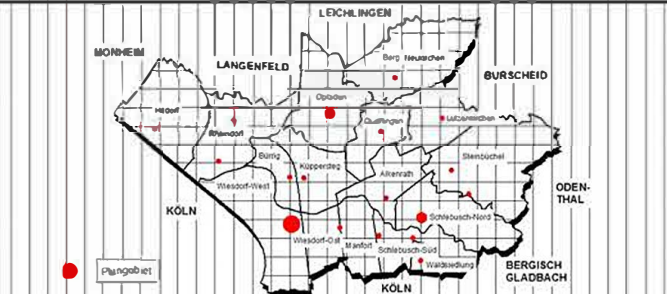 LEICHLINGEN
MONHEIM
LANGENFELD
Berg Neukirchen
BURSCHEID
Opladen
Hitdorf
Rheindorf
Quettingen
Lützenkirchen
Bürrig
Küppersteg
Steinbüchel
Alkenrath
Wiesdorf-West
ODEN-
THAL
KÖLN
Schlebusch-Nord
Wiesdorf-Ost
Manfort
Schlebusch-Süd
Waldsiedlung
BERGISCH
GLADBACH
Plangebiet
KÖLN